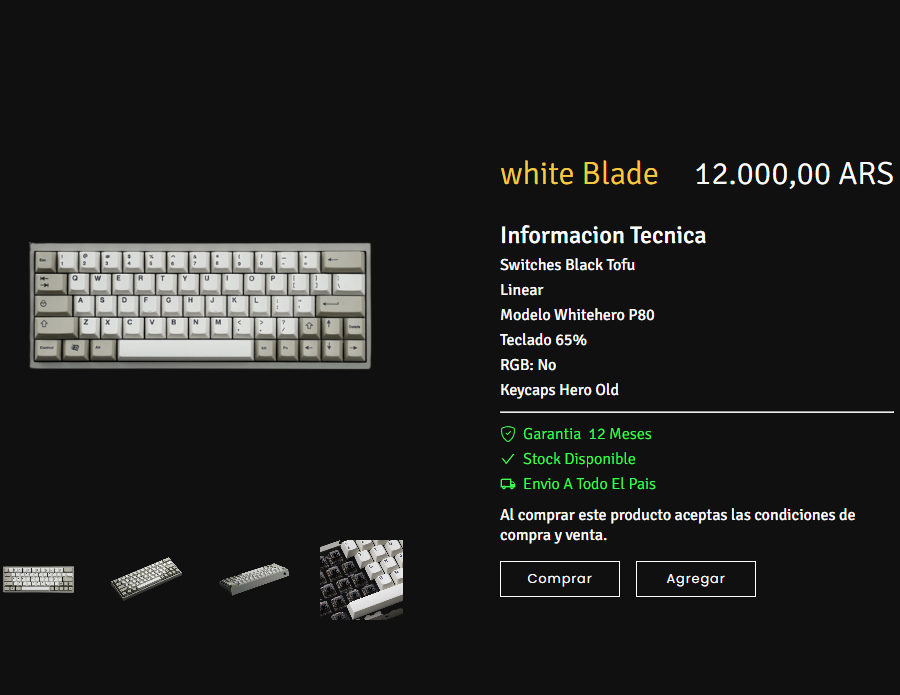 white Blade 12.000,00 ARS
Informacion Tecnica
Switches Black Tofu
Linear
Modelo Whitehero P80
Teclado 65%
RGB: No
Keycaps Hero Old
Garantia 12 Meses
Stock Disponible
Envio A Todo El Pais
Al comprar este producto aceptas las condiciones de
compra y venta.
Comprar Agregar
Q W E R T Y U I O P
A S D F G H J K L
Z X C V B N M